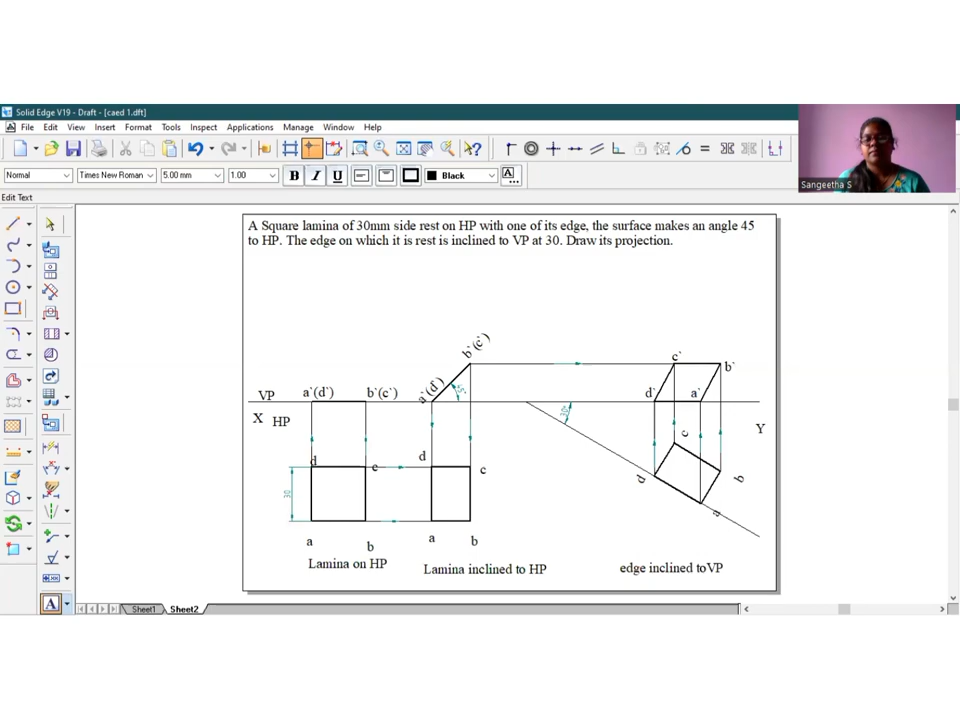 Solid Edge V19 - Draft - [caed 1.dft]
File Edit View Insert Format Tools Inspect Applications Manage Window Help
Normal Times New Roman 5.00 mm 1.00 B I U Black A
Sangeetha S
Edit Text
A Square lamina of 30mm side rest on HP with one of its edge, the surface makes an angle 45
to HP. The edge on which it is rest is inclined to VP at 30. Draw its projection.
b`(c`)
c` b`
VP a`(d`) b`(c`) a`(d`) 45° d` a`
X HP 30° Y
d c d c c
30 d b
a b a b a
Lamina on HP Lamina inclined to HP edge inclined toVP
A Sheet1 Sheet2